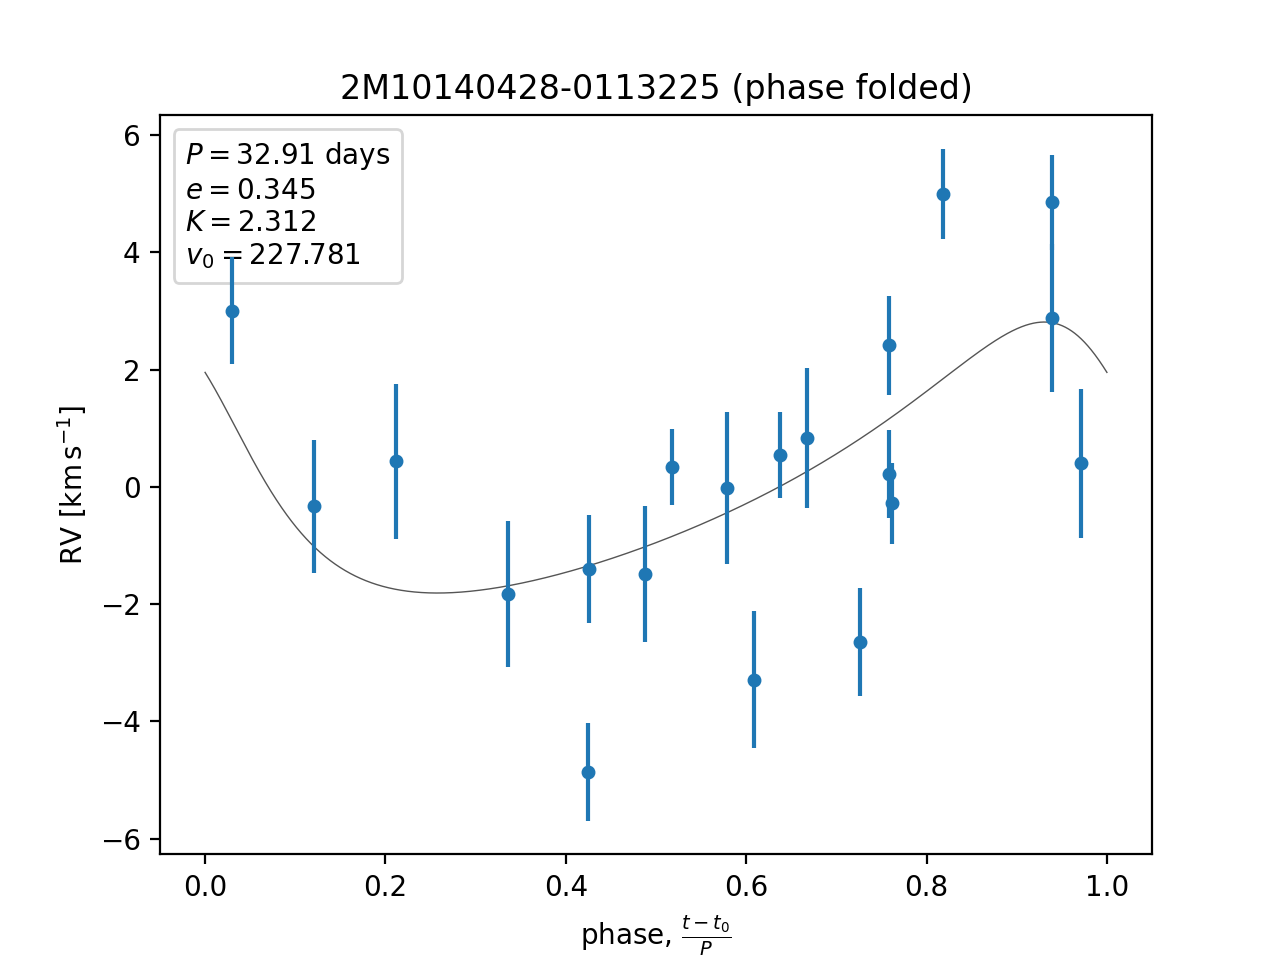 2M10140428-0113225 (phase folded)
P = 32.91 days
e = 0.345
K = 2.312
v₀ = 227.781
6
4
2
0
−2
−4
−6
RV [km s⁻¹]
0.0 0.2 0.4 0.6 0.8 1.0
phase, (t − t₀)/P